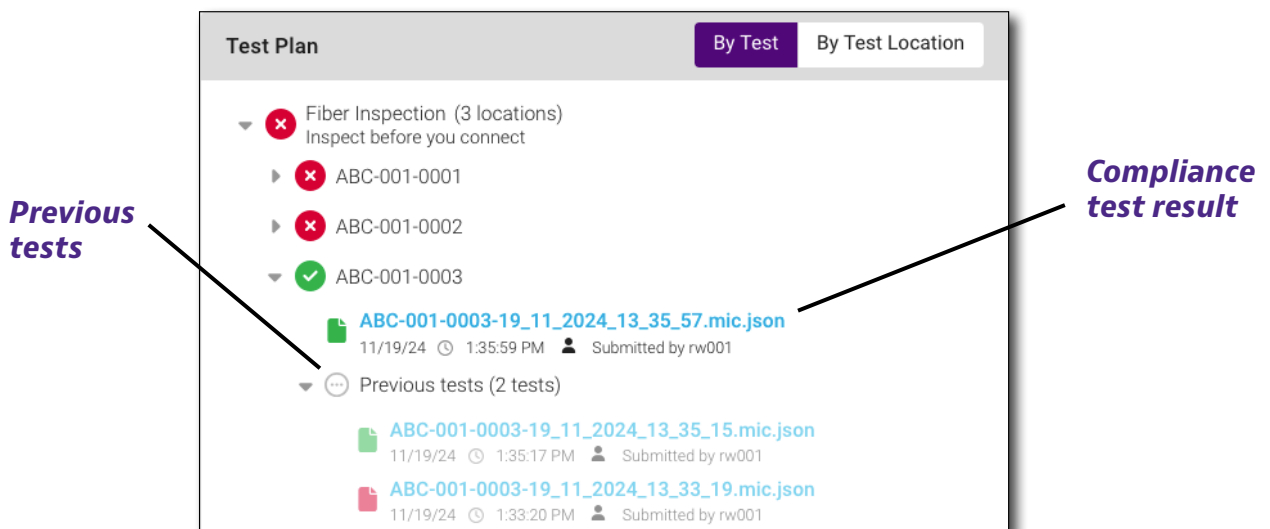 Test Plan
By Test
By Test Location
Fiber Inspection (3 locations)
Inspect before you connect
ABC-001-0001
ABC-001-0002
ABC-001-0003
ABC-001-0003-19_11_2024_13_35_57.mic.json
11/19/24 1:35:59 PM Submitted by rw001
Previous tests (2 tests)
ABC-001-0003-19_11_2024_13_35_15.mic.json
11/19/24 1:35:17 PM Submitted by rw001
ABC-001-0003-19_11_2024_13_33_19.mic.json
11/19/24 1:33:20 PM Submitted by rw001
Previous
tests
Compliance
test result